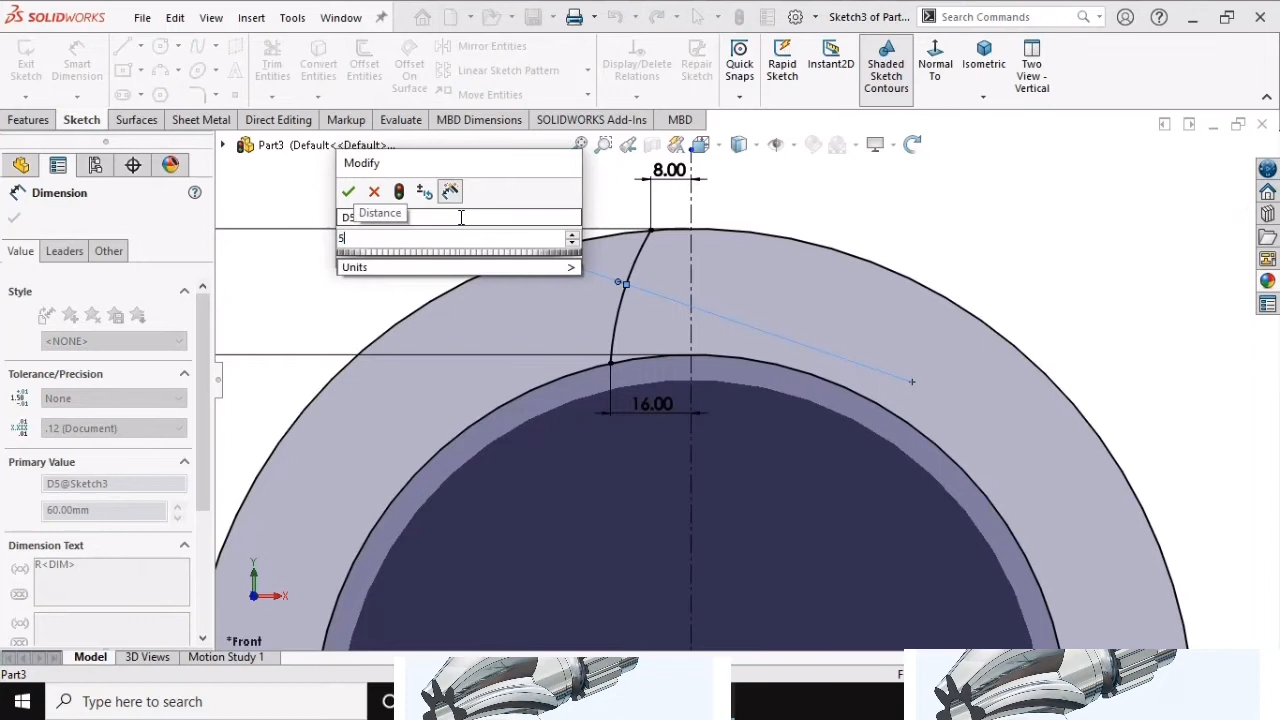 SOLIDWORKS File Edit View Insert Tools Window Sketch3 of Part... Search Commands
Exit Sketch Smart Dimension Trim Entities Convert Entities Offset Entities Offset On Surface Mirror Entities Display/Delete Relations Repair Sketch Quick Snaps Rapid Sketch Instant2D Shaded Sketch Contours Normal To Isometric Two View - Vertical
Linear Sketch Pattern
Move Entities
Features Sketch Surfaces Sheet Metal Direct Editing Markup Evaluate MBD Dimensions SOLIDWORKS Add-Ins MBD
Part3 (Default<<Default>...
Modify
8.00
Dimension
D5
Distance
5
Value Leaders Other
Units >
Style
<NONE>
Tolerance/Precision
None
16.00
.12 (Document)
Primary Value
D5@Sketch3
60.00mm
Dimension Text
R<DIM>
Y
X
*Front
Model 3D Views Motion Study 1
Part3
Type here to search